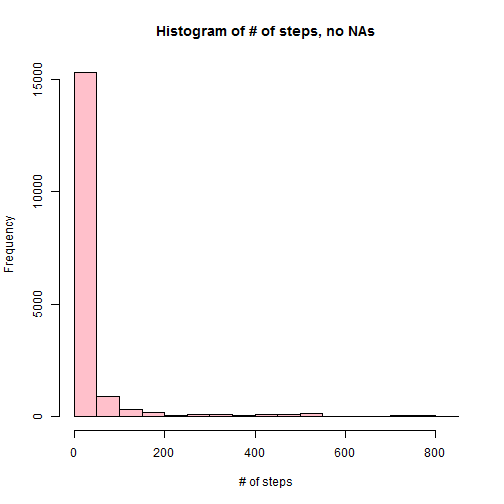 Histogram of # of steps, no NAs
Frequency
15000
10000
5000
0
0 200 400 600 800
# of steps